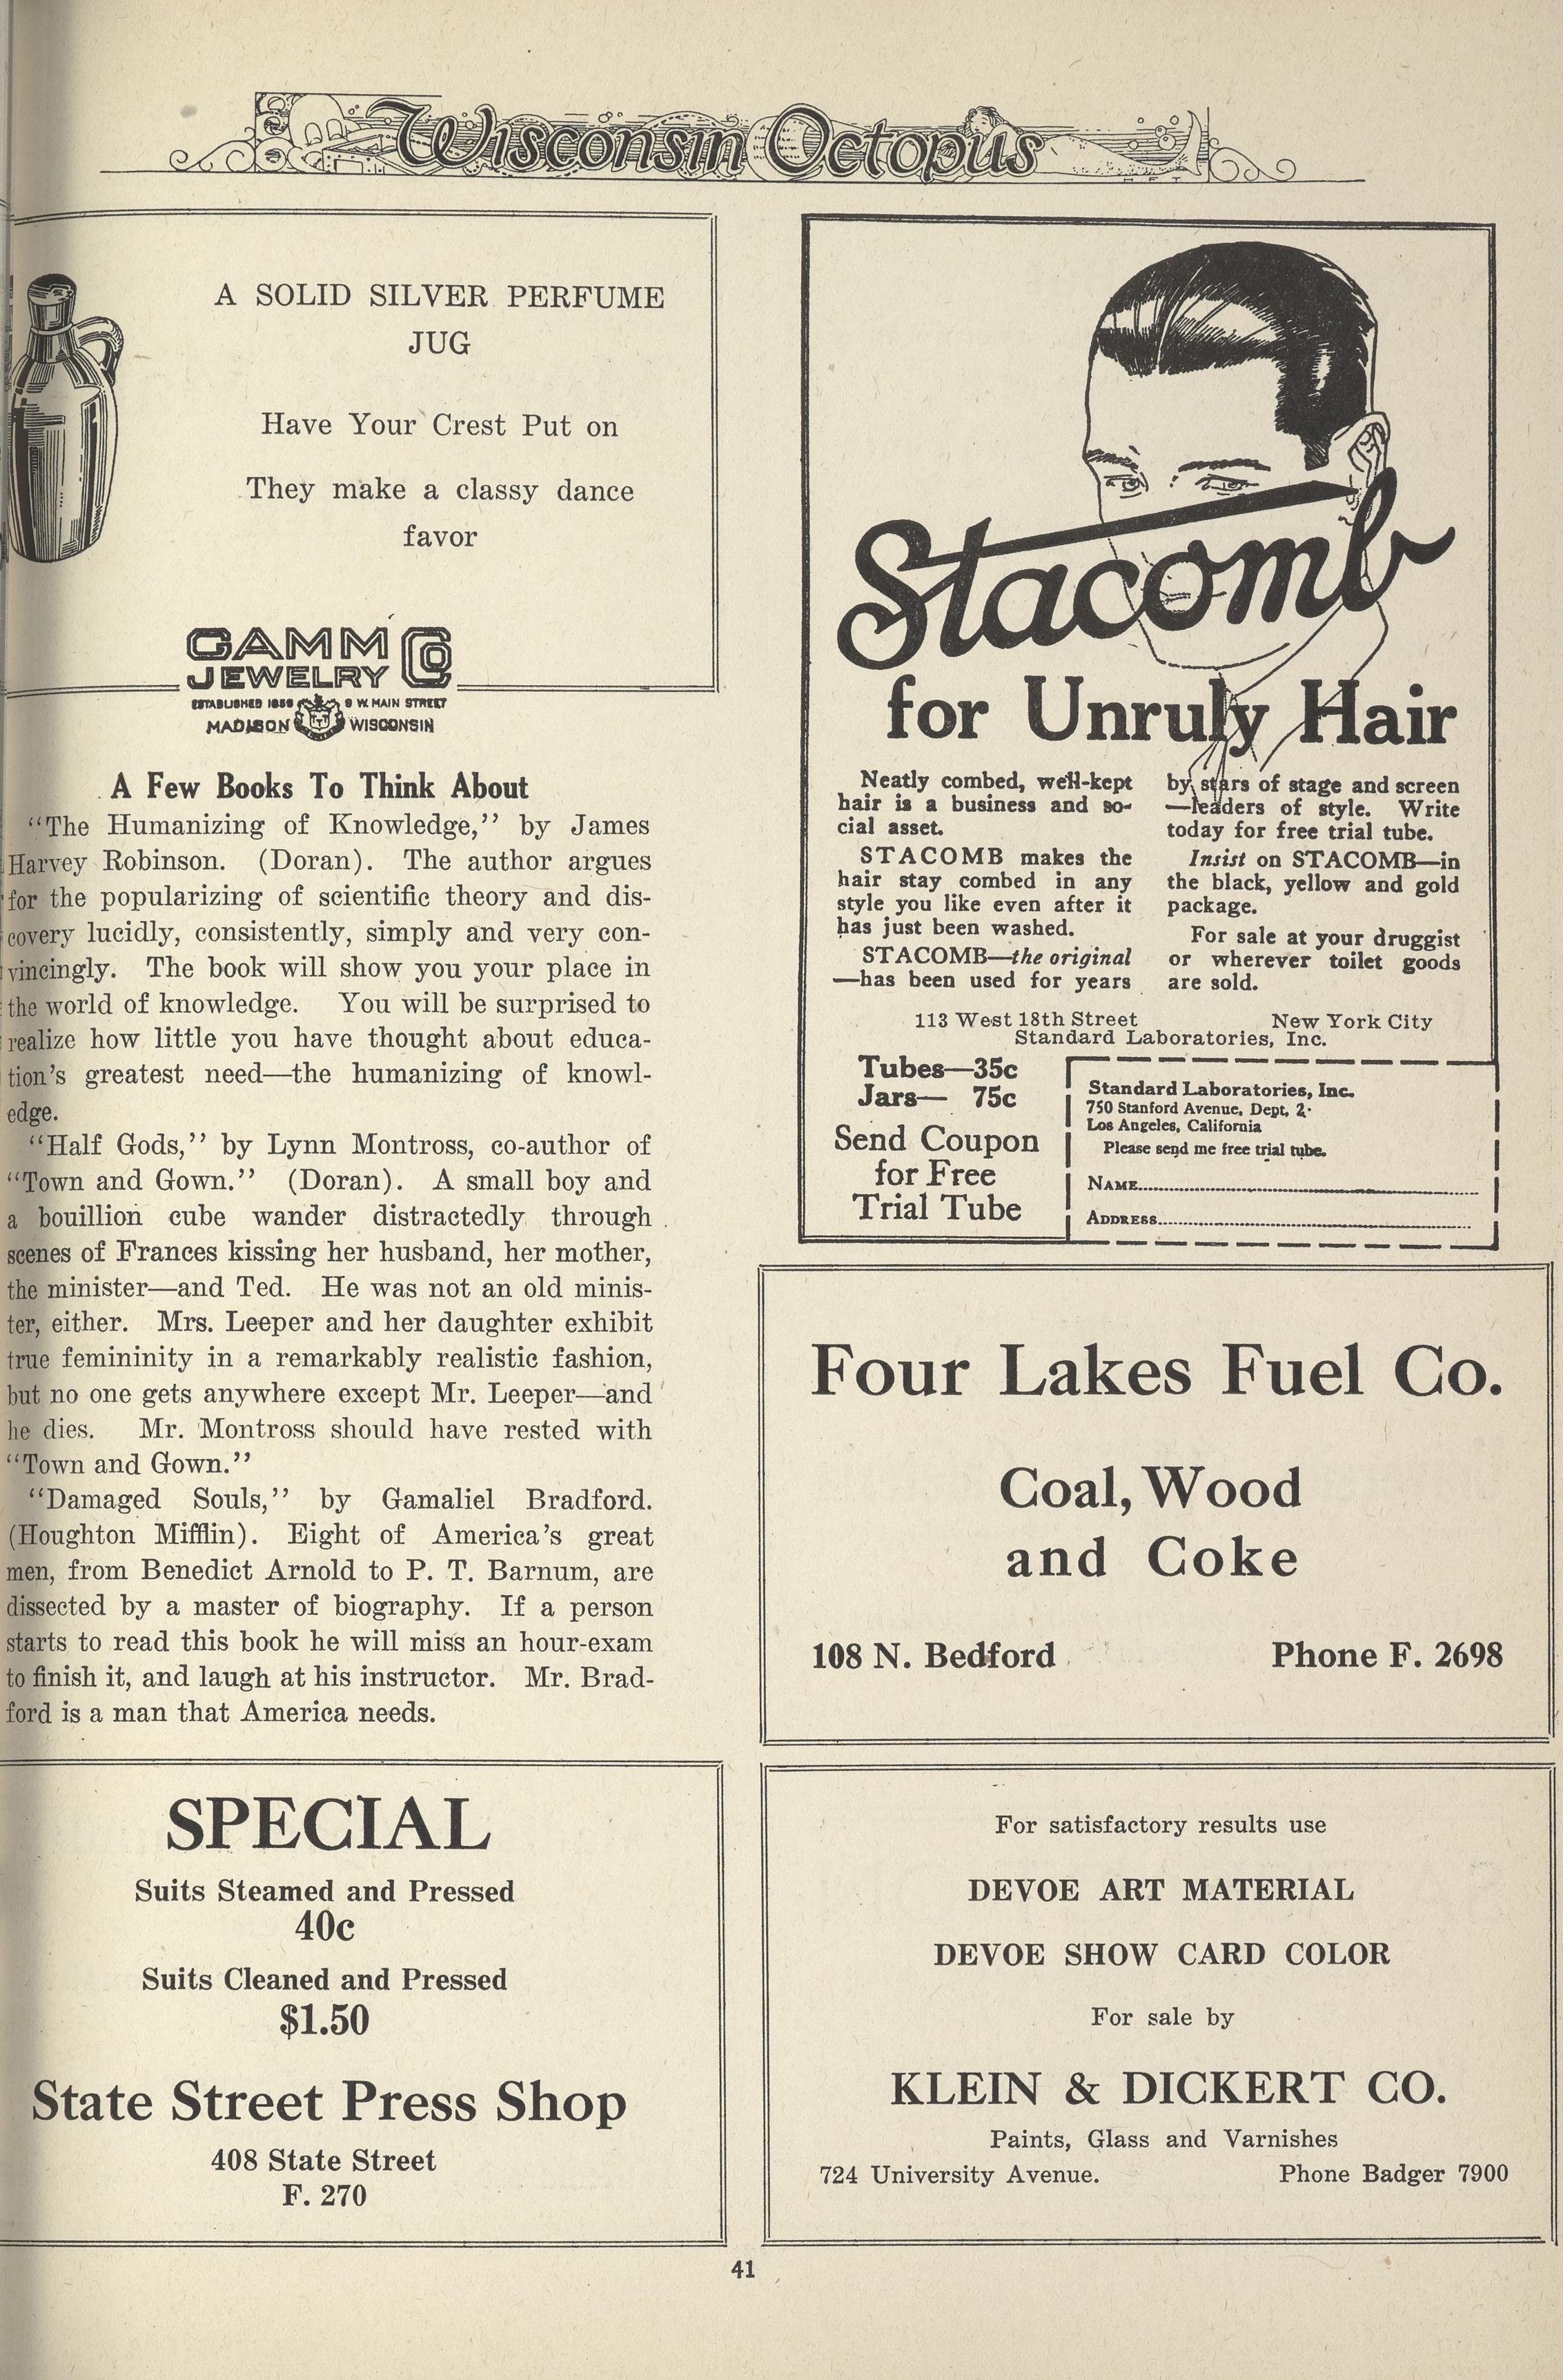 Wisconsin Octopus
A SOLID SILVER PERFUME
JUG
Have Your Crest Put on
They make a classy dance
favor
GAMM
JEWELRY Co
ESTABLISHED 1859 9 W. MAIN STREET
MADISON WISCONSIN
A Few Books To Think About
“The Humanizing of Knowledge,” by James
Harvey Robinson. (Doran). The author argues
for the popularizing of scientific theory and dis-
covery lucidly, consistently, simply and very con-
vincingly. The book will show you your place in
the world of knowledge. You will be surprised to
realize how little you have thought about educa-
tion’s greatest need—the humanizing of knowl-
edge.
“Half Gods,” by Lynn Montross, co-author of
“Town and Gown.” (Doran). A small boy and
a bouillion cube wander distractedly through
scenes of Frances kissing her husband, her mother,
the minister—and Ted. He was not an old minis-
ter, either. Mrs. Leeper and her daughter exhibit
true femininity in a remarkably realistic fashion,
but no one gets anywhere except Mr. Leeper—and
he dies. Mr. Montross should have rested with
“Town and Gown.”
“Damaged Souls,” by Gamaliel Bradford.
(Houghton Mifflin). Eight of America’s great
men, from Benedict Arnold to P. T. Barnum, are
dissected by a master of biography. If a person
starts to read this book he will miss an hour-exam
to finish it, and laugh at his instructor. Mr. Brad-
ford is a man that America needs.
SPECIAL
Suits Steamed and Pressed
40c
Suits Cleaned and Pressed
$1.50
State Street Press Shop
408 State Street
F. 270
Stacomb
for Unruly Hair
Neatly combed, well-kept
hair is a business and so-
cial asset.
STACOMB makes the
hair stay combed in any
style you like even after it
has just been washed.
STACOMB—the original
—has been used for years
by stars of stage and screen
—leaders of style. Write
today for free trial tube.
Insist on STACOMB—in
the black, yellow and gold
package.
For sale at your druggist
or wherever toilet goods
are sold.
113 West 18th Street New York City
Standard Laboratories, Inc.
Tubes—35c
Jars— 75c
Send Coupon
for Free
Trial Tube
Standard Laboratories, Inc.
750 Stanford Avenue, Dept, 2.
Los Angeles, California
Please send me free trial tube.
NAME
ADDRESS
Four Lakes Fuel Co.
Coal, Wood
and Coke
108 N. Bedford Phone F. 2698
For satisfactory results use
DEVOE ART MATERIAL
DEVOE SHOW CARD COLOR
For sale by
KLEIN & DICKERT CO.
Paints, Glass and Varnishes
724 University Avenue. Phone Badger 7900
41